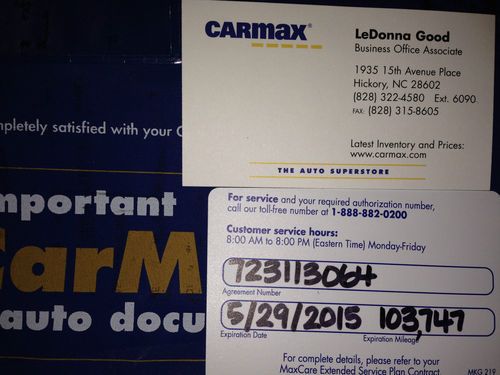 CARMAX®
LeDonna Good
Business Office Associate
1935 15th Avenue Place
Hickory, NC 28602
(828) 322-4580 Ext. 6090
FAX: (828) 315-8605
Latest Inventory and Prices:
www.carmax.com
THE AUTO SUPERSTORE
mpletely satisfied with your C
mportant
CarM
auto docu
For service and your required authorization number,
call our toll-free number at 1-888-882-0200
Customer service hours:
8:00 AM to 8:00 PM (Eastern Time) Monday-Friday
723113064
Agreement Number
5/29/2015 103,747
Expiration Date Expiration Mileage
For complete details, please refer to your
MaxCare Extended Service Plan Contract. MKG 219